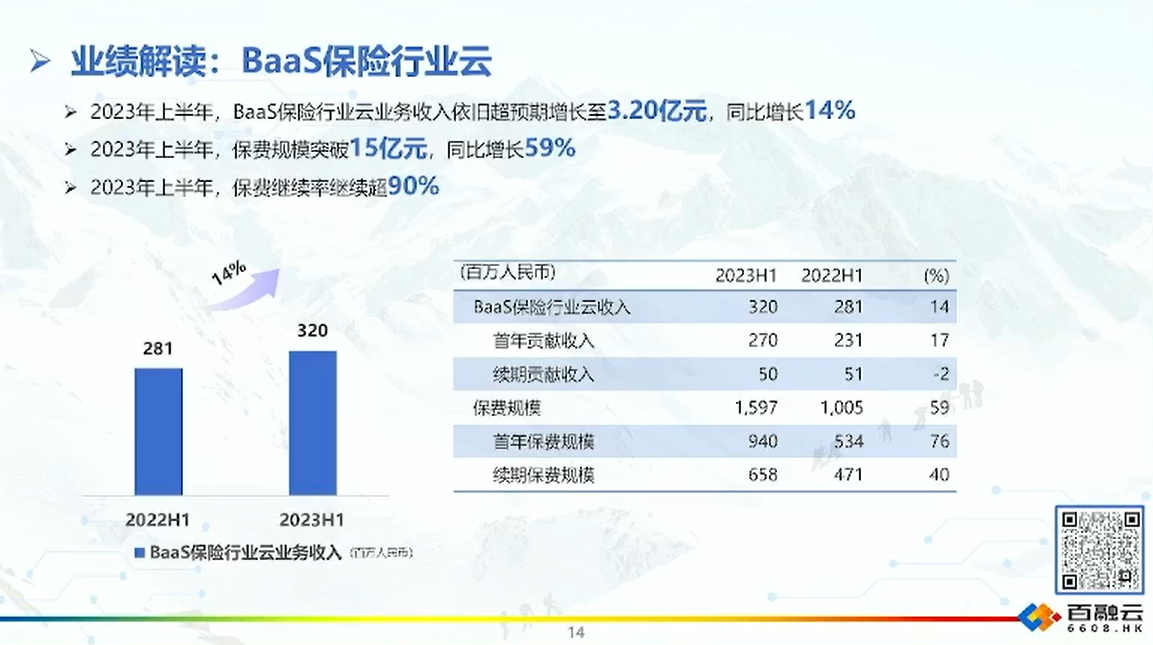 业绩解读：BaaS保险行业云
2023年上半年，BaaS保险行业云业务收入依旧超预期增长至3.20亿元，同比增长14%
2023年上半年，保费规模突破15亿元，同比增长59%
2023年上半年，保费继续率继续超90%
14%
281
320
2022H1 2023H1
BaaS保险行业云业务收入（百万人民币）
(百万人民币) 2023H1 2022H1 (%)
BaaS保险行业云收入 320 281 14
首年贡献收入 270 231 17
续期贡献收入 50 51 -2
保费规模 1,597 1,005 59
首年保费规模 940 534 76
续期保费规模 658 471 40
百融云
6608.HK
14